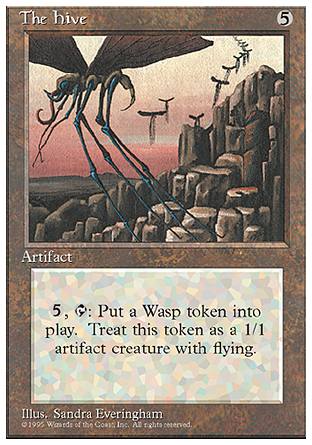 The Hive 5
Artifact
5, : Put a Wasp token into
play. Treat this token as a 1/1
artifact creature with flying.
Illus. Sandra Everingham
© 1995 Wizards of the Coast, Inc. All rights reserved.